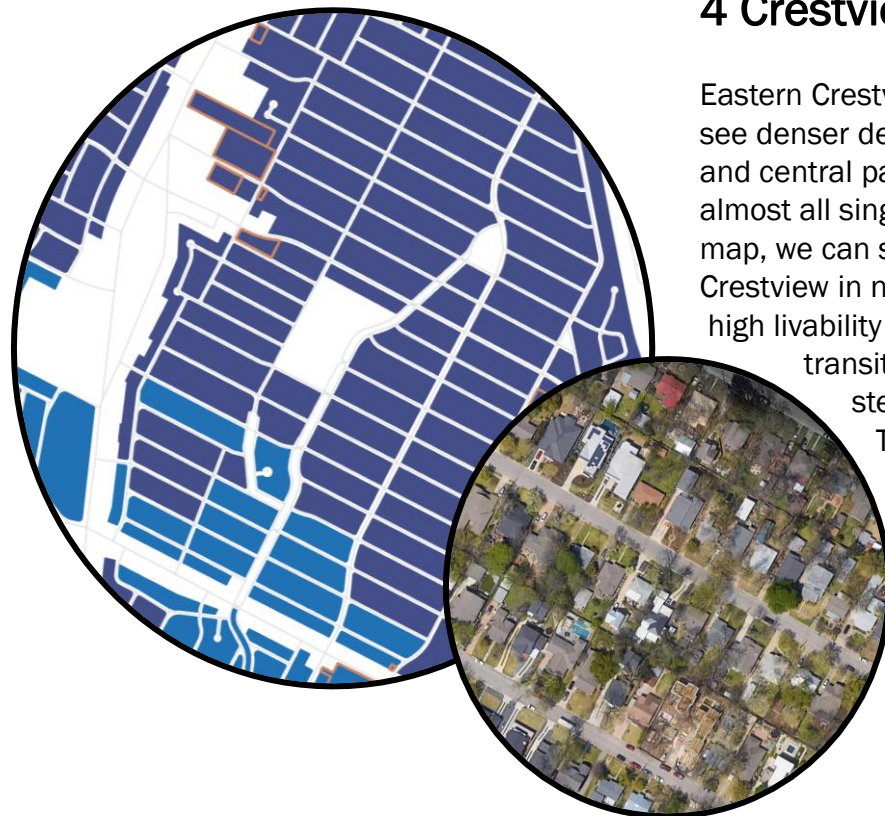 4 Crestvie
Eastern Crestv
see denser de
and central pa
almost all sing
map, we can s
Crestview in n
high livability
transit
ste
T